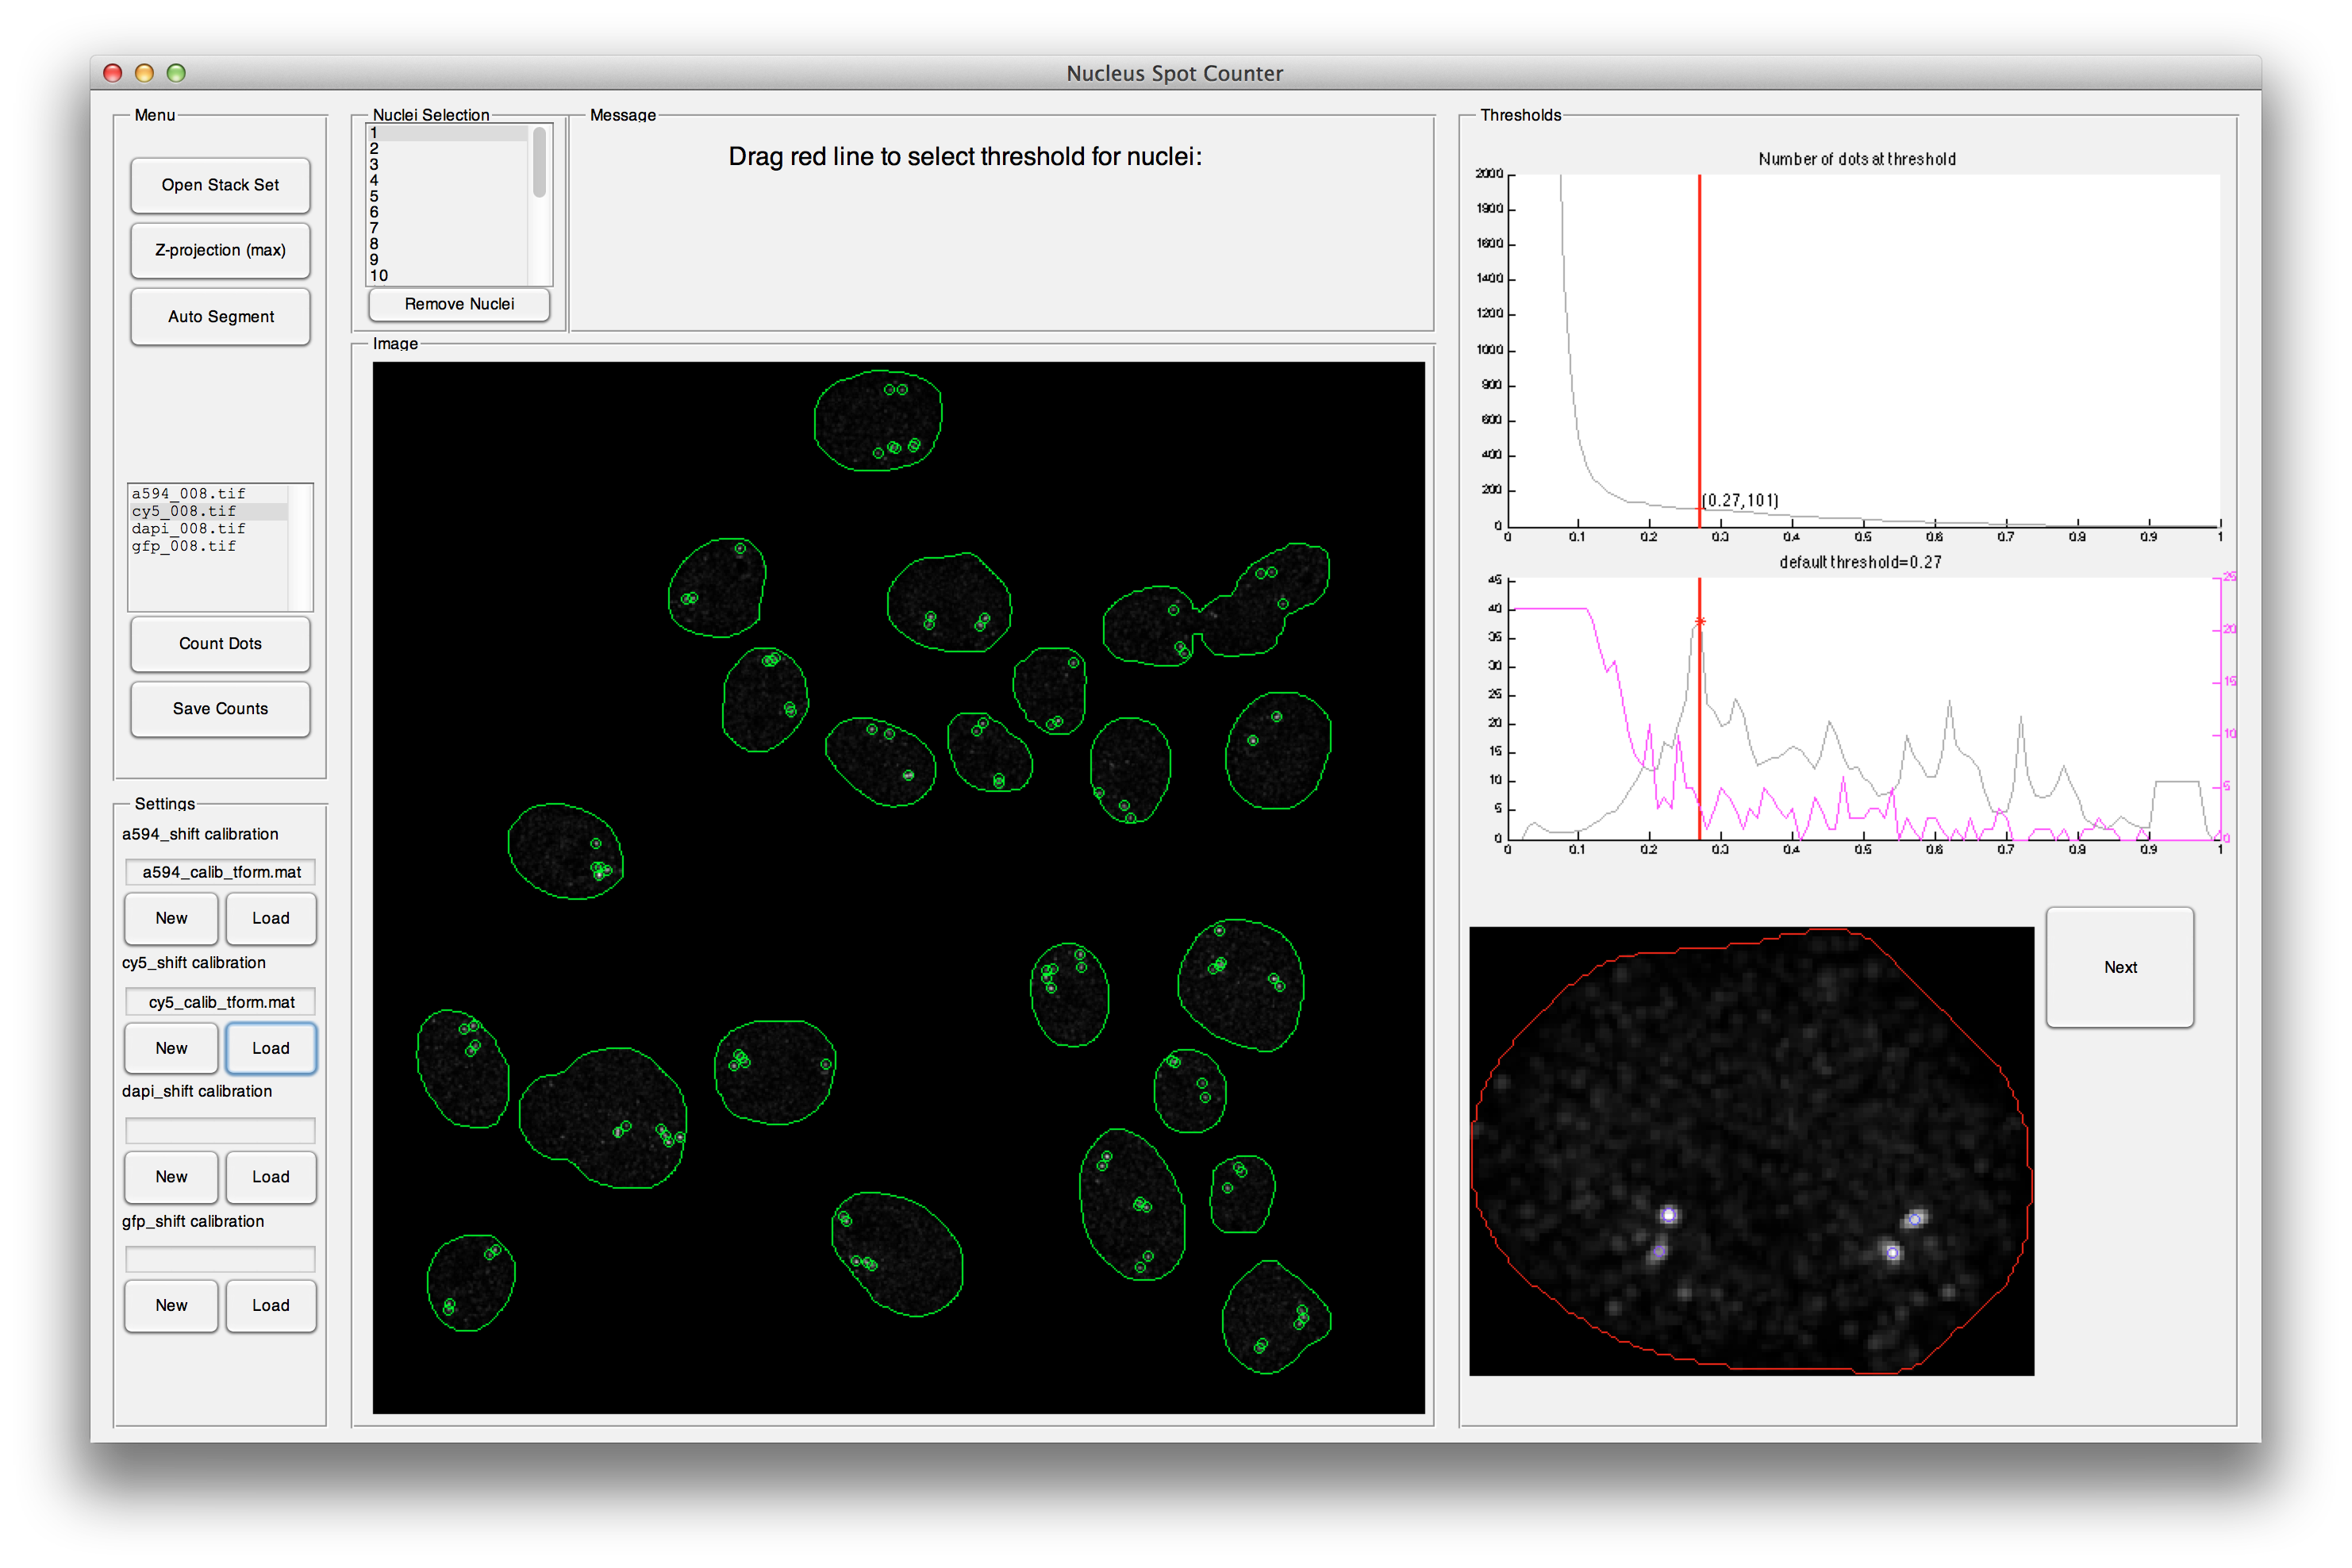 Nucleus Spot Counter
Menu
Open Stack Set
Z-projection (max)
Auto Segment
a594_008.tif
cy5_008.tif
dapi_008.tif
gfp_008.tif
Count Dots
Save Counts
Settings
a594_shift calibration
a594_calib_tform.mat
New Load
cy5_shift calibration
cy5_calib_tform.mat
New Load
dapi_shift calibration
New Load
gfp_shift calibration
New Load
Nuclei Selection
1
2
3
4
5
6
7
8
9
10
Remove Nuclei
Message
Drag red line to select threshold for nuclei:
Image
Thresholds
Number of dots at threshold
2000
1800
1600
1400
1200
1000
800
600
400
200
0
(0.27,101)
0 0.1 0.2 0.3 0.4 0.5 0.6 0.7 0.8 0.9 1
default threshold=0.27
45
40
35
30
25
20
15
10
5
0
25
20
15
10
5
0
0 0.1 0.2 0.3 0.4 0.5 0.6 0.7 0.8 0.9 1
Next